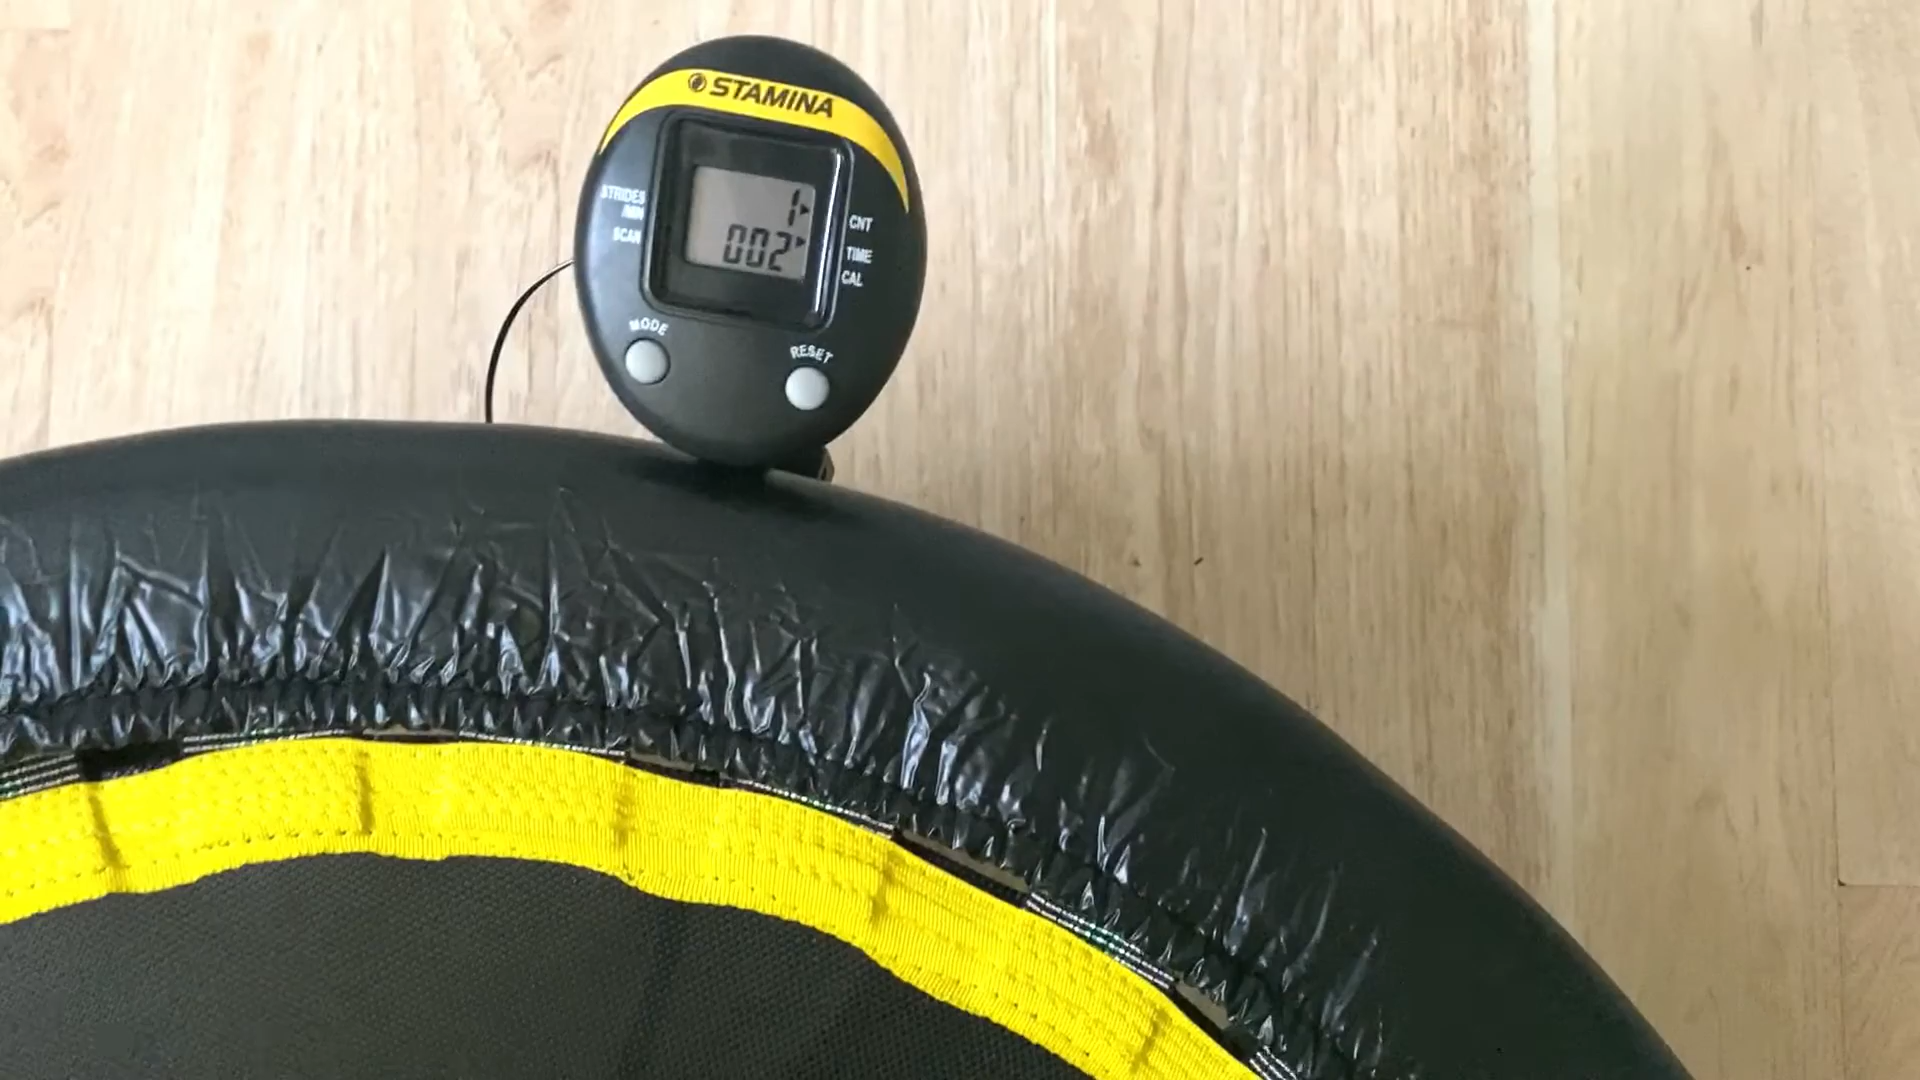 STAMINA
STRIDES
/MIN
SCAN
1
002
CNT
TIME
CAL
MODE
RESET